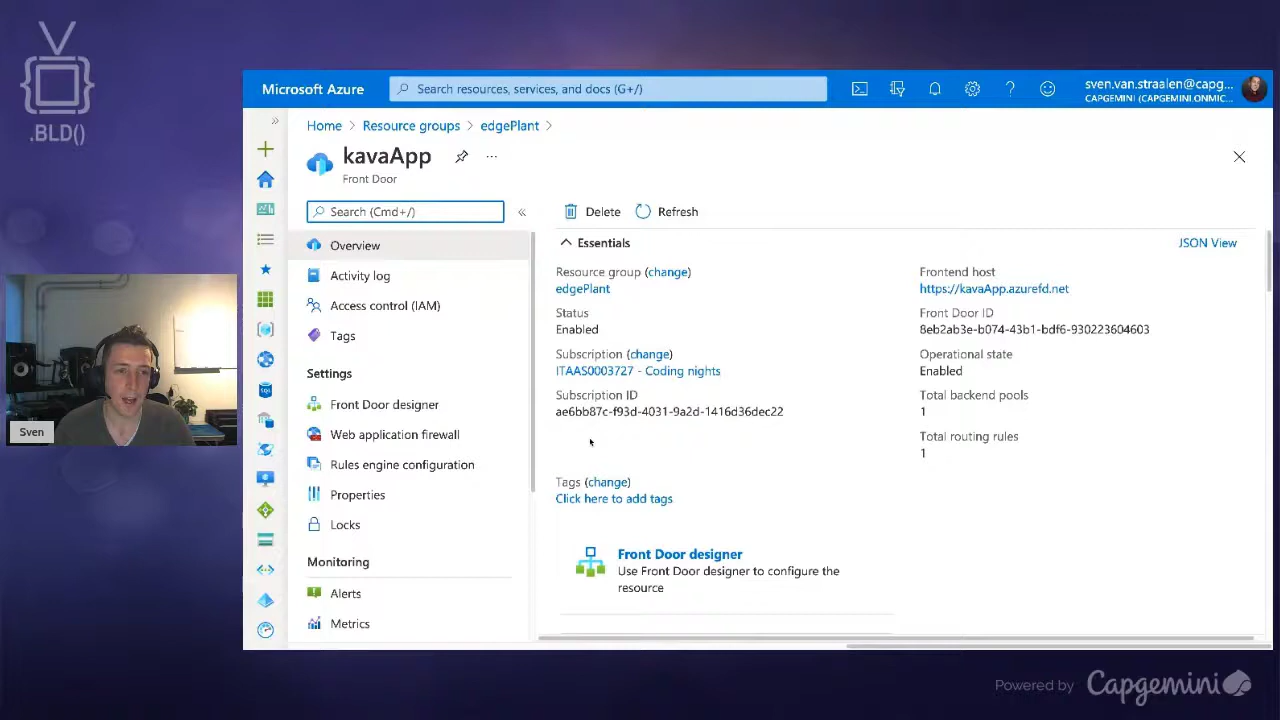 { }
.BLD()
Microsoft Azure
Search resources, services, and docs (G+/)
sven.van.straalen@capg...
CAPGEMINI (CAPGEMINI.ONMIC...
Home > Resource groups > edgePlant >
kavaApp
Front Door
Search (Cmd+/)
Overview
Activity log
Access control (IAM)
Tags
Settings
Front Door designer
Web application firewall
Rules engine configuration
Properties
Locks
Monitoring
Alerts
Metrics
Delete
Refresh
Essentials
JSON View
Resource group (change)
edgePlant
Status
Enabled
Subscription (change)
ITAAS0003727 - Coding nights
Subscription ID
ae6bb87c-f93d-4031-9a2d-1416d36dec22
Tags (change)
Click here to add tags
Frontend host
https://kavaApp.azurefd.net
Front Door ID
8eb2ab3e-b074-43b1-bdf6-930223604603
Operational state
Enabled
Total backend pools
1
Total routing rules
1
Front Door designer
Use Front Door designer to configure the
resource
Sven
Powered by Capgemini